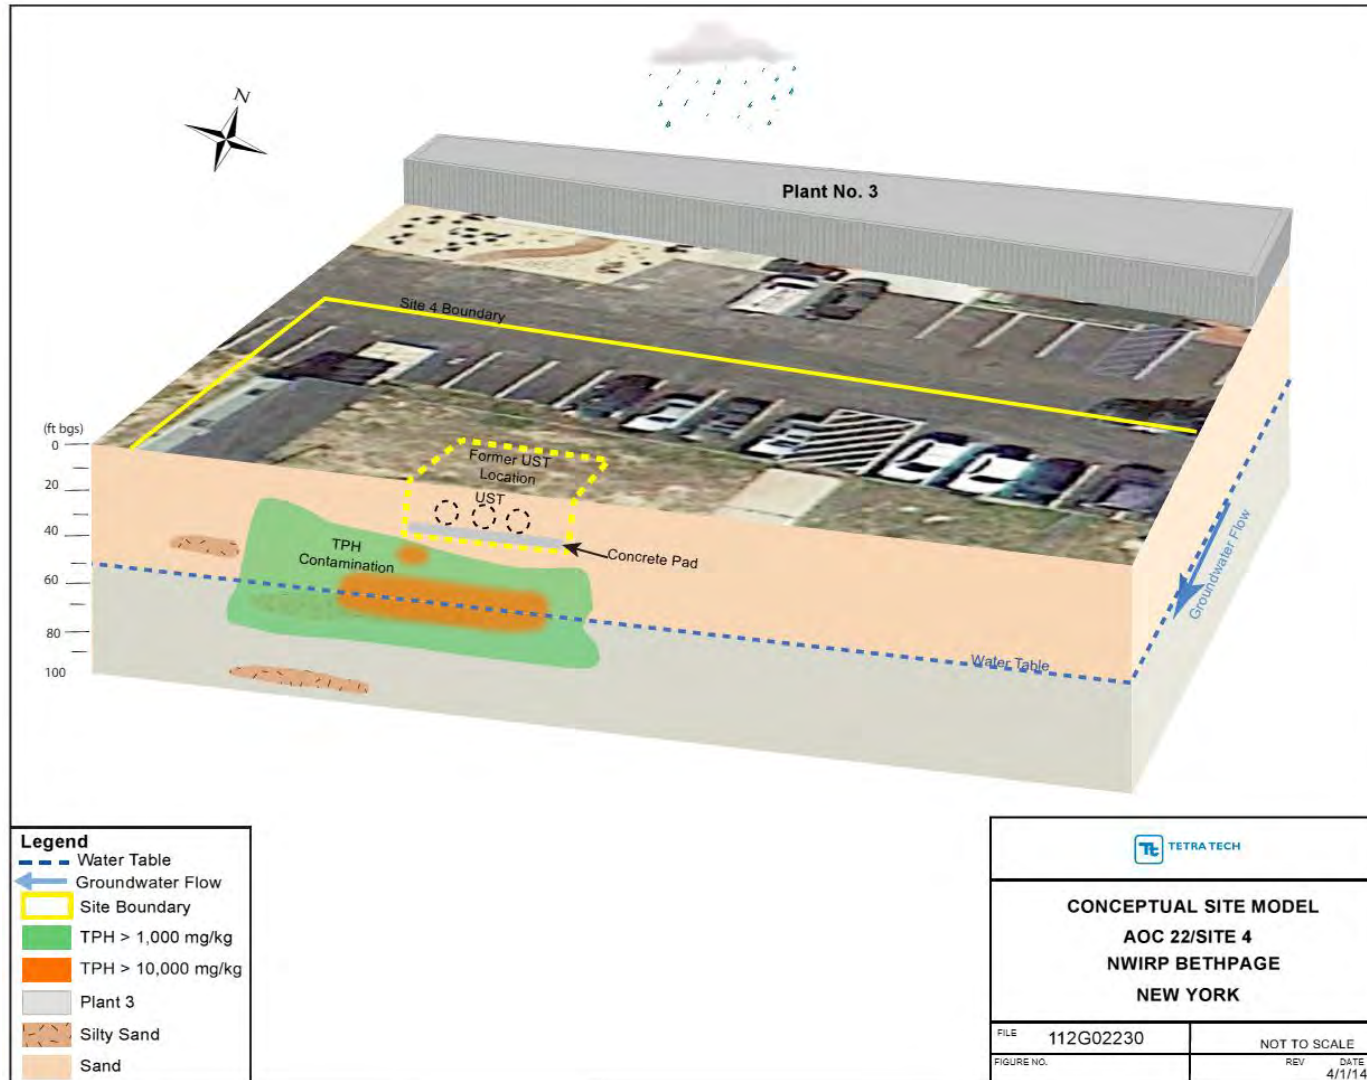 N
Plant No. 3
Site 4 Boundary
(ft bgs)
0
20
40
60
80
100
Former UST
Location
UST
TPH
Contamination
Concrete Pad
Groundwater Flow
Water Table
Legend
Water Table
Groundwater Flow
Site Boundary
TPH > 1,000 mg/kg
TPH > 10,000 mg/kg
Plant 3
Silty Sand
Sand
Tt TETRA TECH
CONCEPTUAL SITE MODEL
AOC 22/SITE 4
NWIRP BETHPAGE
NEW YORK
FILE 112G02230
NOT TO SCALE
FIGURE NO.
REV DATE
4/1/14